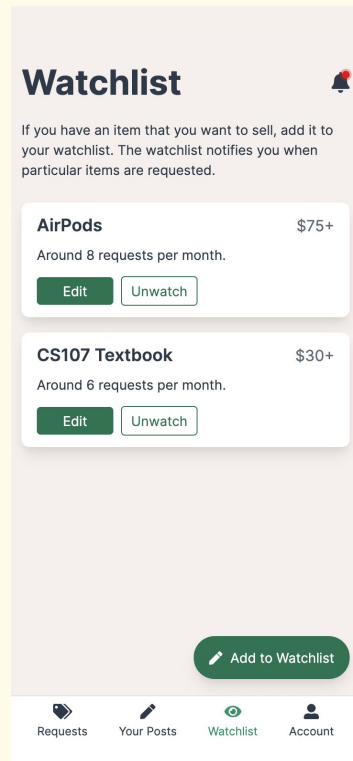 Watchlist
If you have an item that you want to sell, add it to
your watchlist. The watchlist notifies you when
particular items are requested.
AirPods $75+
Around 8 requests per month.
Edit Unwatch
CS107 Textbook $30+
Around 6 requests per month.
Edit Unwatch
Add to Watchlist
Requests Your Posts Watchlist Account